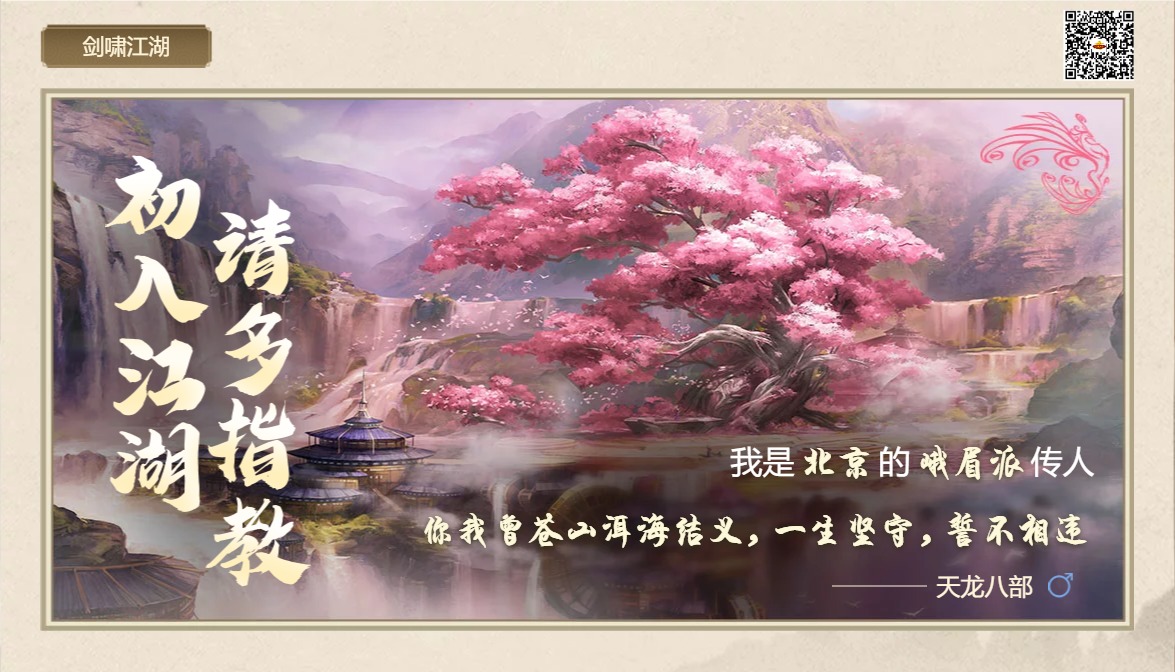 剑啸江湖
初入江湖
请多指教
我是北京的峨眉派传人
你我曾苍山洱海结义，一生坚守，誓不相违
——天龙八部♂